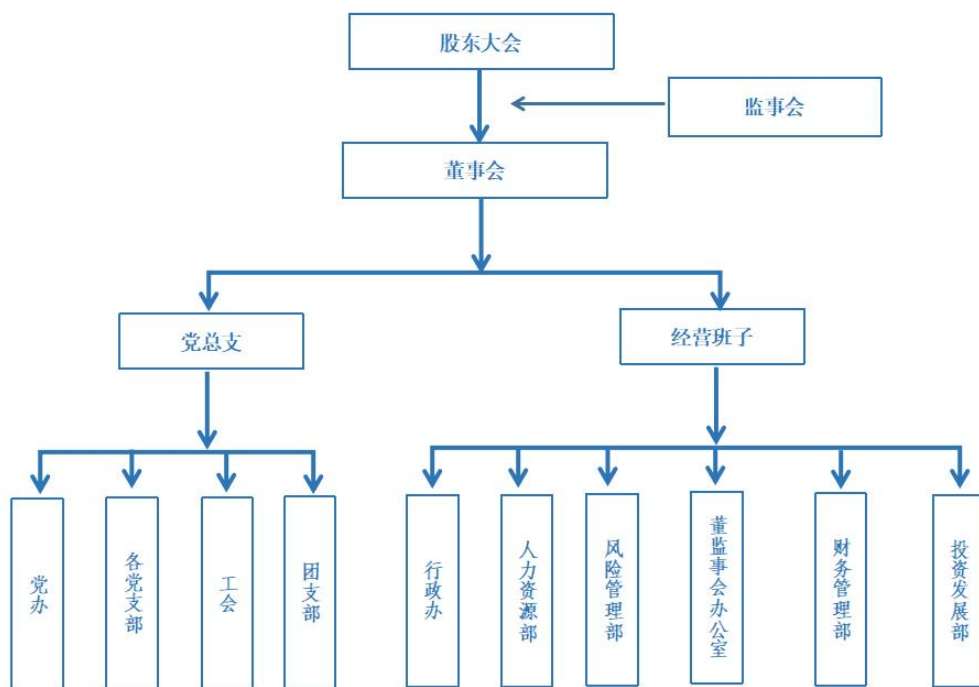 股东大会
监事会
董事会
党总支
经营班子
党办
各党支部
工会
团支部
行政办
人力资源部
风险管理部
董监事会办公室
财务管理部
投资发展部